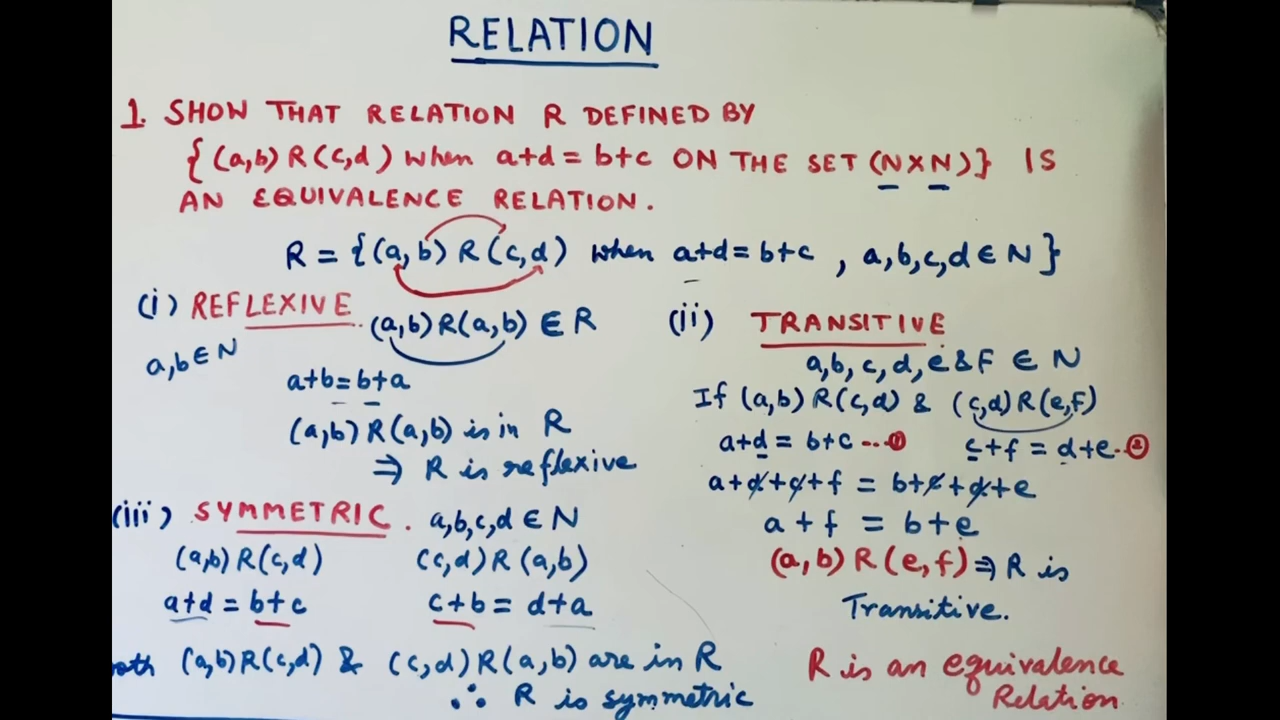 RELATION
1. SHOW THAT RELATION R DEFINED BY
{(a,b) R (c,d) when a+d = b+c ON THE SET (N×N)} IS
AN EQUIVALENCE RELATION.
R = {(a,b) R (c,d) when a+d = b+c , a,b,c,d ∈ N}
(i) REFLEXIVE
(a,b) R (a,b) ∈ R
a,b ∈ N
a+b = b+a
(a,b) R (a,b) is in R
⇒ R is reflexive
(ii) TRANSITIVE
a,b,c,d,e & F ∈ N
If (a,b) R (c,d) & (c,d) R (e,F)
a+d = b+c ---① c+f = d+e--②
a+d+c+f = b+c+d+e
a + f = b+e
(a,b) R (e,f) ⇒ R is
Transitive.
(iii) SYMMETRIC. a,b,c,d ∈ N
(a,b) R (c,d) (c,d) R (a,b)
a+d = b+c c+b = d+a
oth (a,b) R (c,d) & (c,d) R (a,b) are in R
∴ R is symmetric
R is an equivalence
Relation